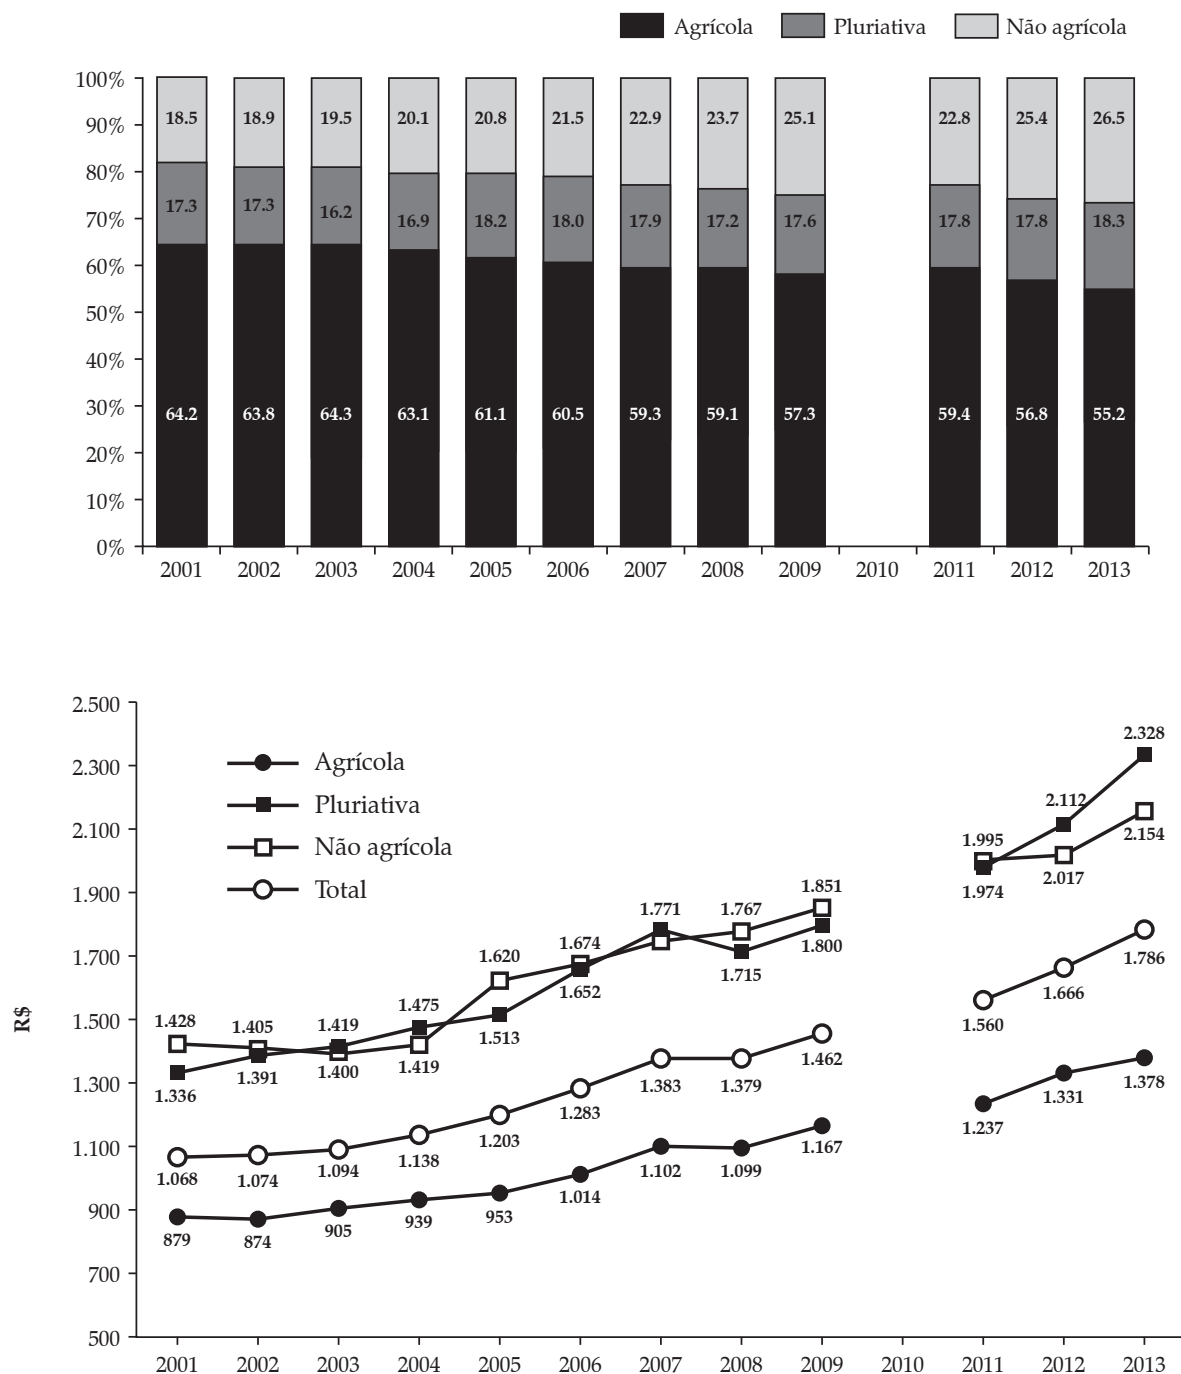 Agrícola Pluriativa Não agrícola
100%
90%
80%
70%
60%
50%
40%
30%
20%
10%
0%
18.5 18.9 19.5 20.1 20.8 21.5 22.9 23.7 25.1 22.8 25.4 26.5
17.3 17.3 16.2 16.9 18.2 18.0 17.9 17.2 17.6 17.8 17.8 18.3
64.2 63.8 64.3 63.1 61.1 60.5 59.3 59.1 57.3 59.4 56.8 55.2
2001 2002 2003 2004 2005 2006 2007 2008 2009 2010 2011 2012 2013
R$
2.500
2.300
2.100
1.900
1.700
1.500
1.300
1.100
900
700
500
Agrícola
Pluriativa
Não agrícola
Total
1.428 1.405 1.419 1.475 1.620 1.674 1.771 1.767 1.851 1.995 2.112 2.328
1.336 1.391 1.400 1.419 1.513 1.652 1.715 1.800 1.974 2.017 2.154
1.068 1.074 1.094 1.138 1.203 1.283 1.383 1.379 1.462 1.560 1.666 1.786
879 874 905 939 953 1.014 1.102 1.099 1.167 1.237 1.331 1.378
2001 2002 2003 2004 2005 2006 2007 2008 2009 2010 2011 2012 2013